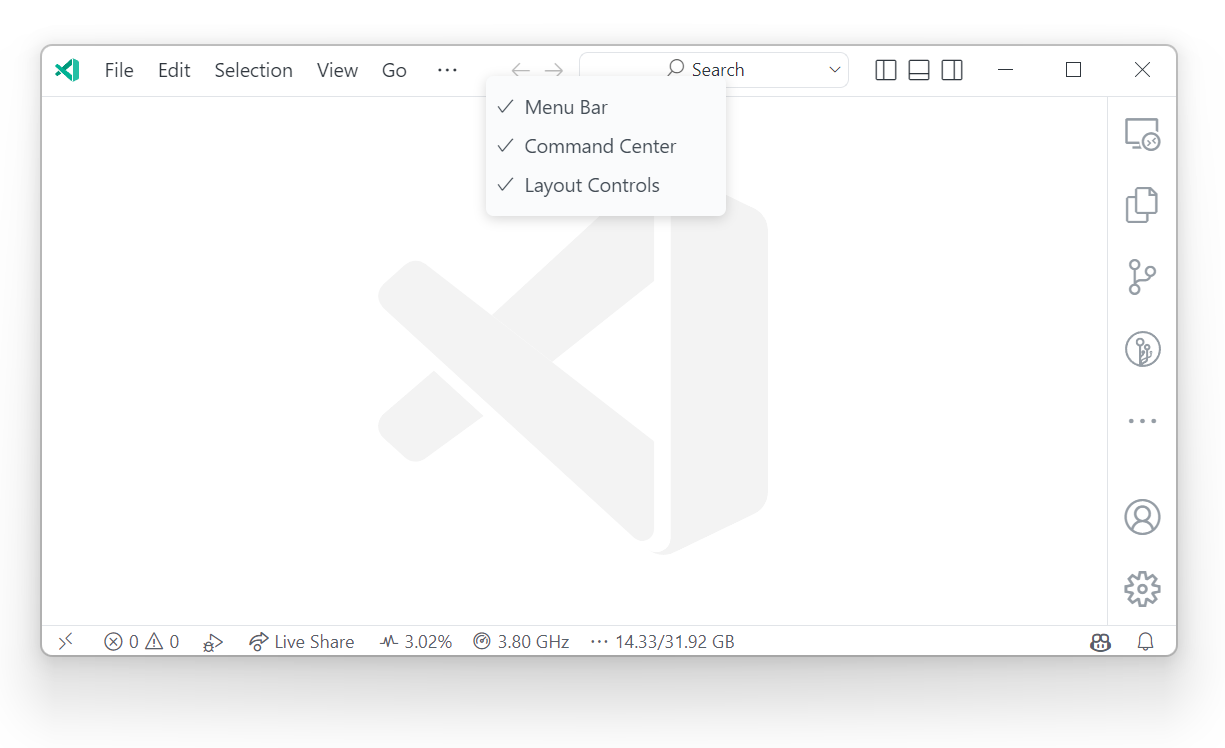 File Edit Selection View Go ··· Search
Menu Bar
Command Center
Layout Controls
0 0 Live Share 3.02% 3.80 GHz ··· 14.33/31.92 GB